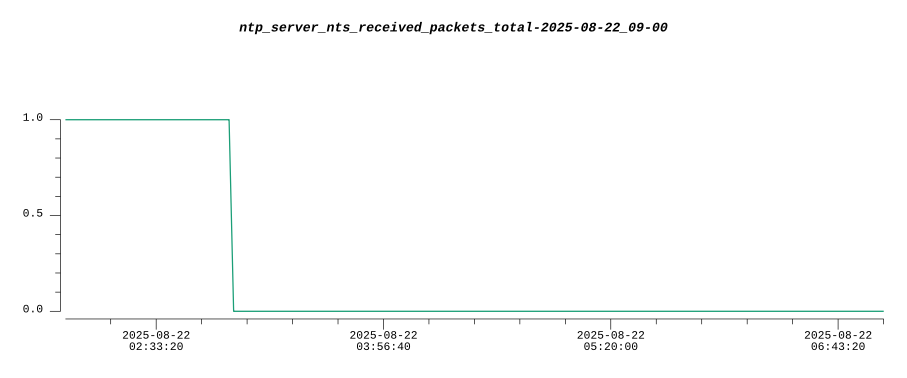 ntp_server_nts_received_packets_total-2025-08-22_09-00
1.0
0.5
0.0
2025-08-22 2025-08-22 2025-08-22 2025-08-22
02:33:20 03:56:40 05:20:00 06:43:20